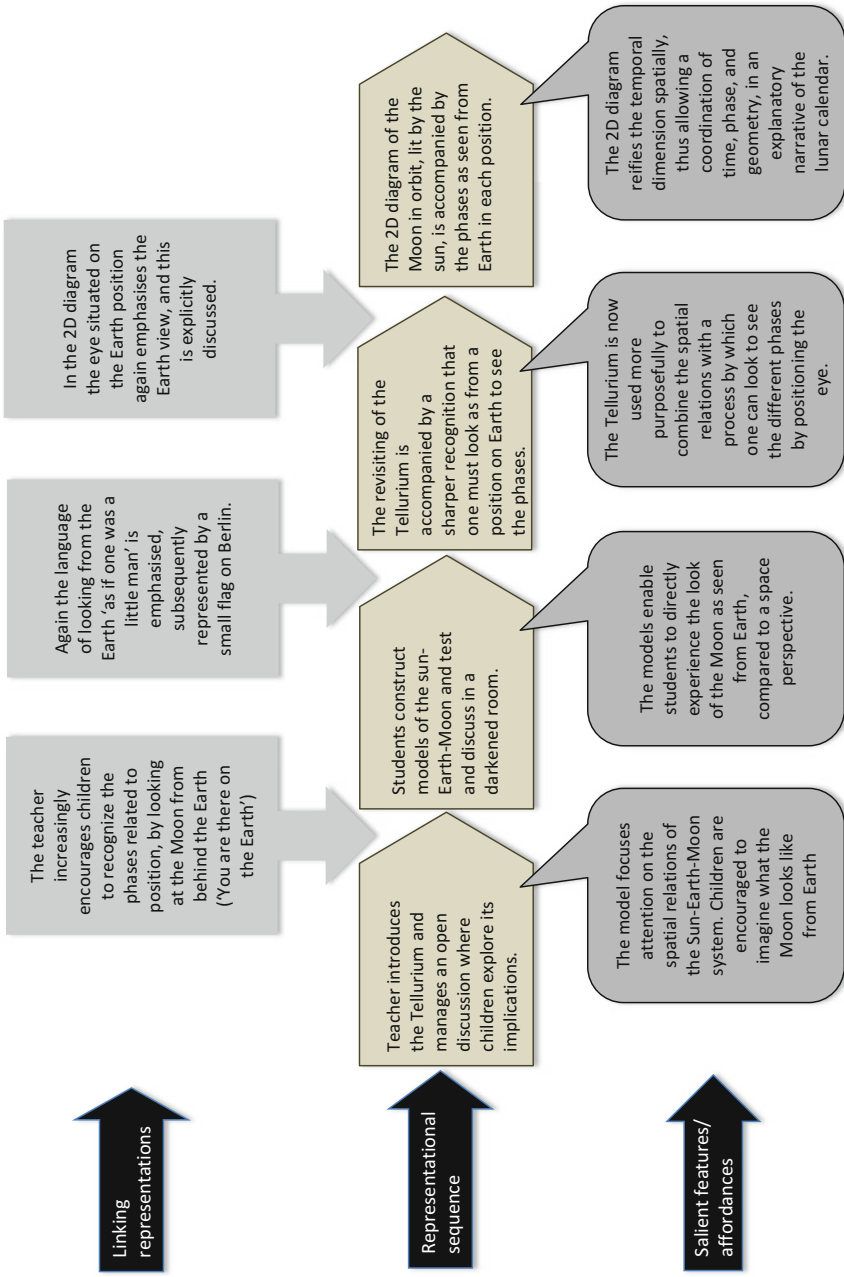 Linking
representations
The teacher
increasingly
encourages children
to recognize the
phases related to
position, by looking
at the Moon from
behind the Earth
(‘You are there on
the Earth’)
Again the language
of looking from the
Earth ‘as if one was a
little man’ is
emphasised,
subsequently
represented by a
small flag on Berlin.
In the 2D diagram
the eye situated on
the Earth position
again emphasises the
Earth view, and this
is explicitly
discussed.
Representational
sequence
Teacher introduces
the Tellurium and
manages an open
discussion where
children explore its
implications.
Students construct
models of the sun-
Earth-Moon and test
and discuss in a
darkened room.
The revisiting of the
Tellurium is
accompanied by a
sharper recognition that
one must look as from a
position on Earth to see
the phases.
The 2D diagram of the
Moon in orbit, lit by the
sun, is accompanied by
the phases as seen from
Earth in each position.
Salient features/
affordances
The model focuses
attention on the
spatial relations of
the Sun-Earth-Moon
system. Children are
encouraged to
imagine what the
Moon looks like
from Earth
The models enable
students to directly
experience the look
of the Moon as seen
from Earth,
compared to a space
perspective.
The Tellurium is now
used more
purposefully to
combine the spatial
relations with a
process by which
one can look to see
the different phases
by positioning the
eye.
The 2D diagram
reifies the temporal
dimension spatially,
thus allowing a
coordination of
time, phase, and
geometry, in an
explanatory
narrative of the
lunar calendar.